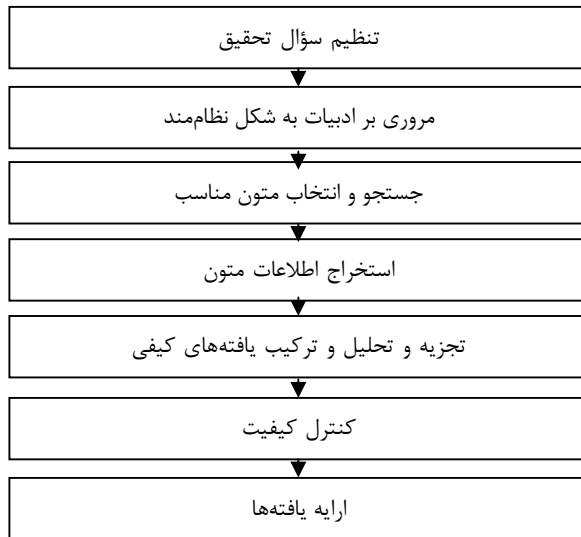 تنظیم سؤال تحقیق
مروری بر ادبیات به شکل نظام‌مند
جستجو و انتخاب متون مناسب
استخراج اطلاعات متون
تجزیه و تحلیل و ترکیب یافته‌های کیفی
کنترل کیفیت
ارایه یافته‌ها